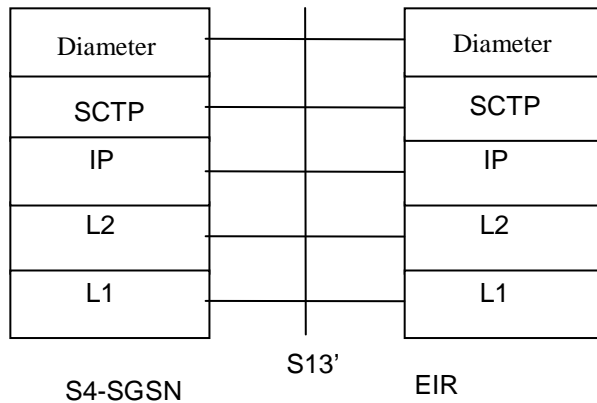 Diameter Diameter
SCTP SCTP
IP IP
L2 L2
L1 L1
S13’
S4-SGSN EIR